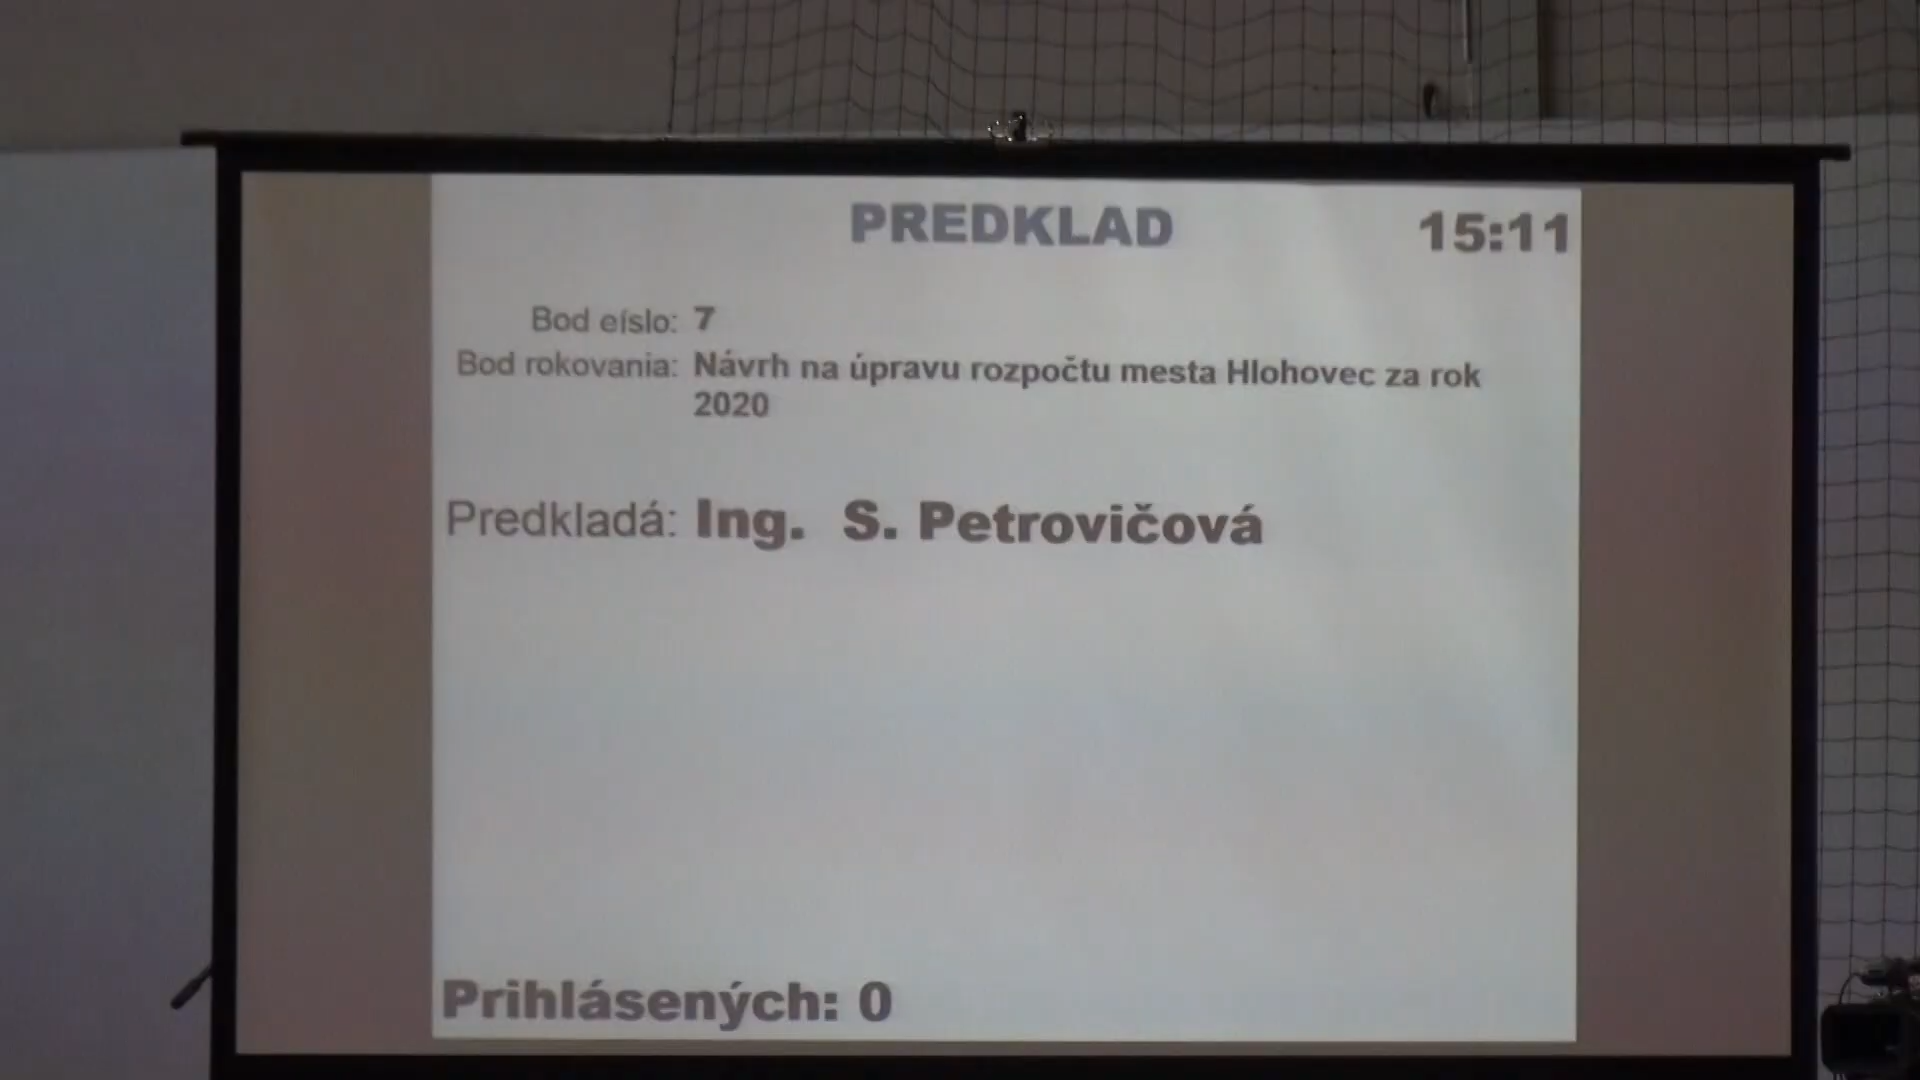 PREDKLAD
15:11
Bod eíslo: 7
Bod rokovania: Návrh na úpravu rozpočtu mesta Hlohovec za rok
2020
Predkladá: Ing. S. Petrovičová
Prihlásených: 0